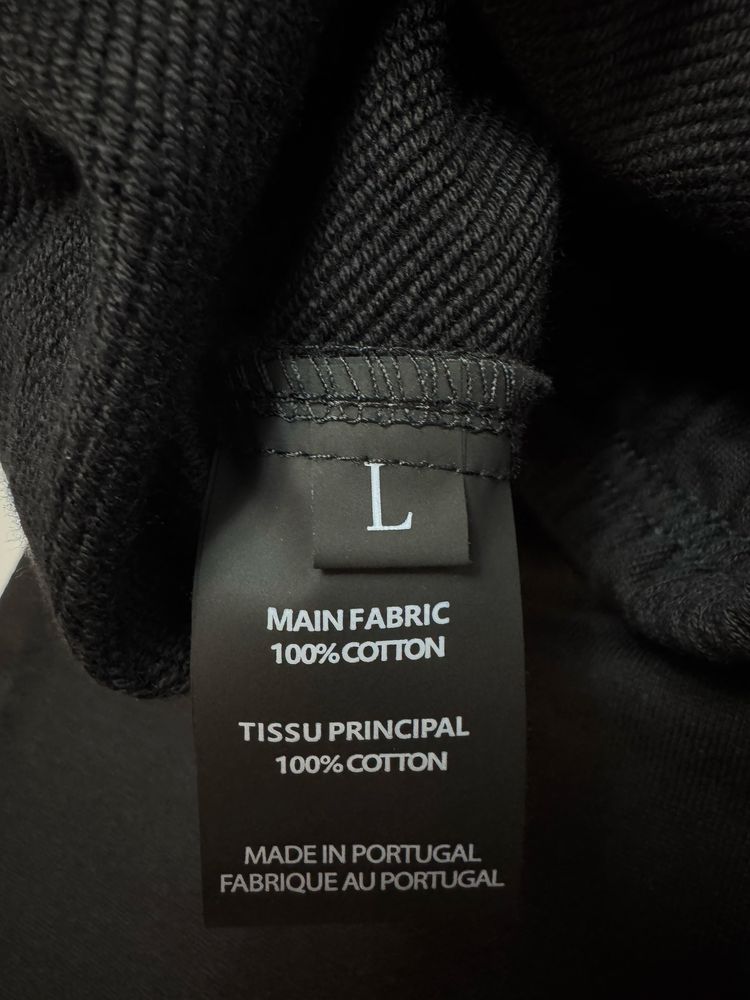 L
MAIN FABRIC
100% COTTON
TISSU PRINCIPAL
100% COTTON
MADE IN PORTUGAL
FABRIQUE AU PORTUGAL